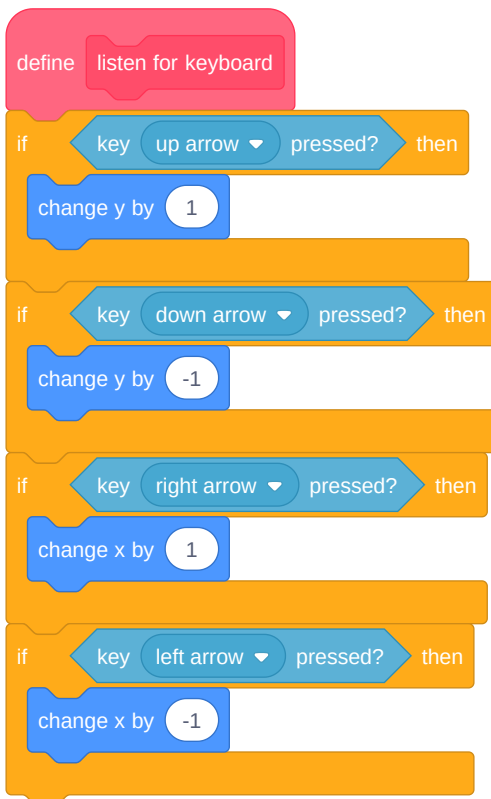 define listen for keyboard
if key up arrow pressed? then
change y by 1
if key down arrow pressed? then
change y by -1
if key right arrow pressed? then
change x by 1
if key left arrow pressed? then
change x by -1